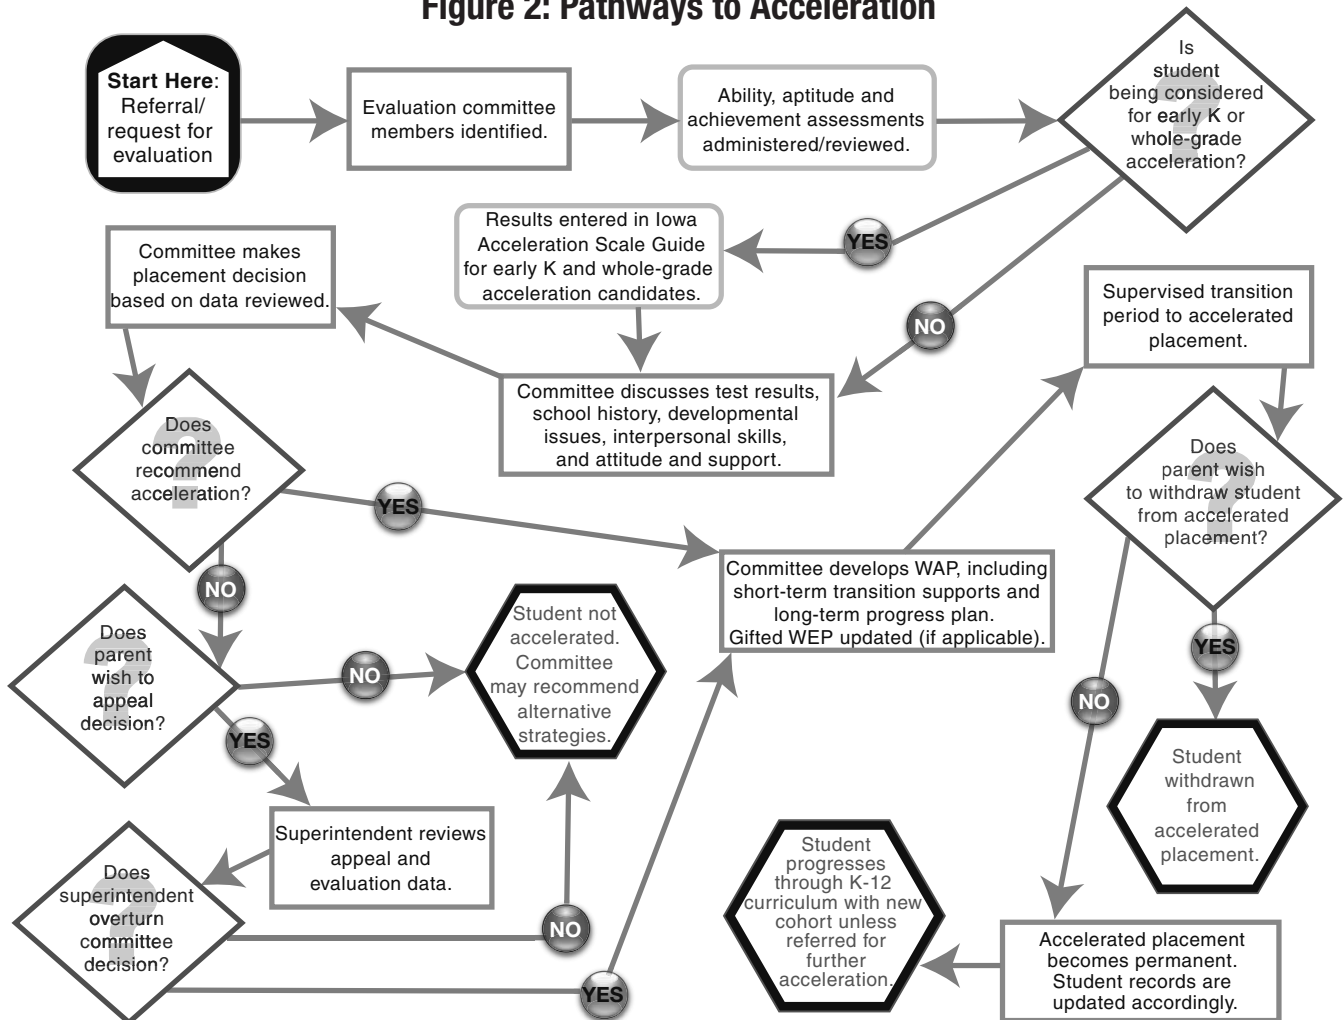 Figure 2: Pathways to Acceleration
Start Here:
Referral/
request for
evaluation
Evaluation committee
members identified.
Ability, aptitude and
achievement assessments
administered/reviewed.
Is
student
being considered
for early K or
whole-grade
acceleration?
YES
NO
Results entered in Iowa
Acceleration Scale Guide
for early K and whole-grade
acceleration candidates.
Committee discusses test results,
school history, developmental
issues, interpersonal skills,
and attitude and support.
Committee makes
placement decision
based on data reviewed.
Does
committee
recommend
acceleration?
YES
NO
Does
parent
wish to
appeal
decision?
NO
YES
Student not
accelerated.
Committee
may recommend
alternative
strategies.
Superintendent reviews
appeal and
evaluation data.
Does
superintendent
overturn
committee
decision?
NO
YES
Committee develops WAP, including
short-term transition supports and
long-term progress plan.
Gifted WEP updated (if applicable).
Supervised transition
period to accelerated
placement.
Does
parent wish
to withdraw student
from accelerated
placement?
YES
NO
Student
withdrawn
from
accelerated
placement.
Accelerated placement
becomes permanent.
Student records are
updated accordingly.
Student
progresses
through K-12
curriculum with new
cohort unless
referred for
further
acceleration.